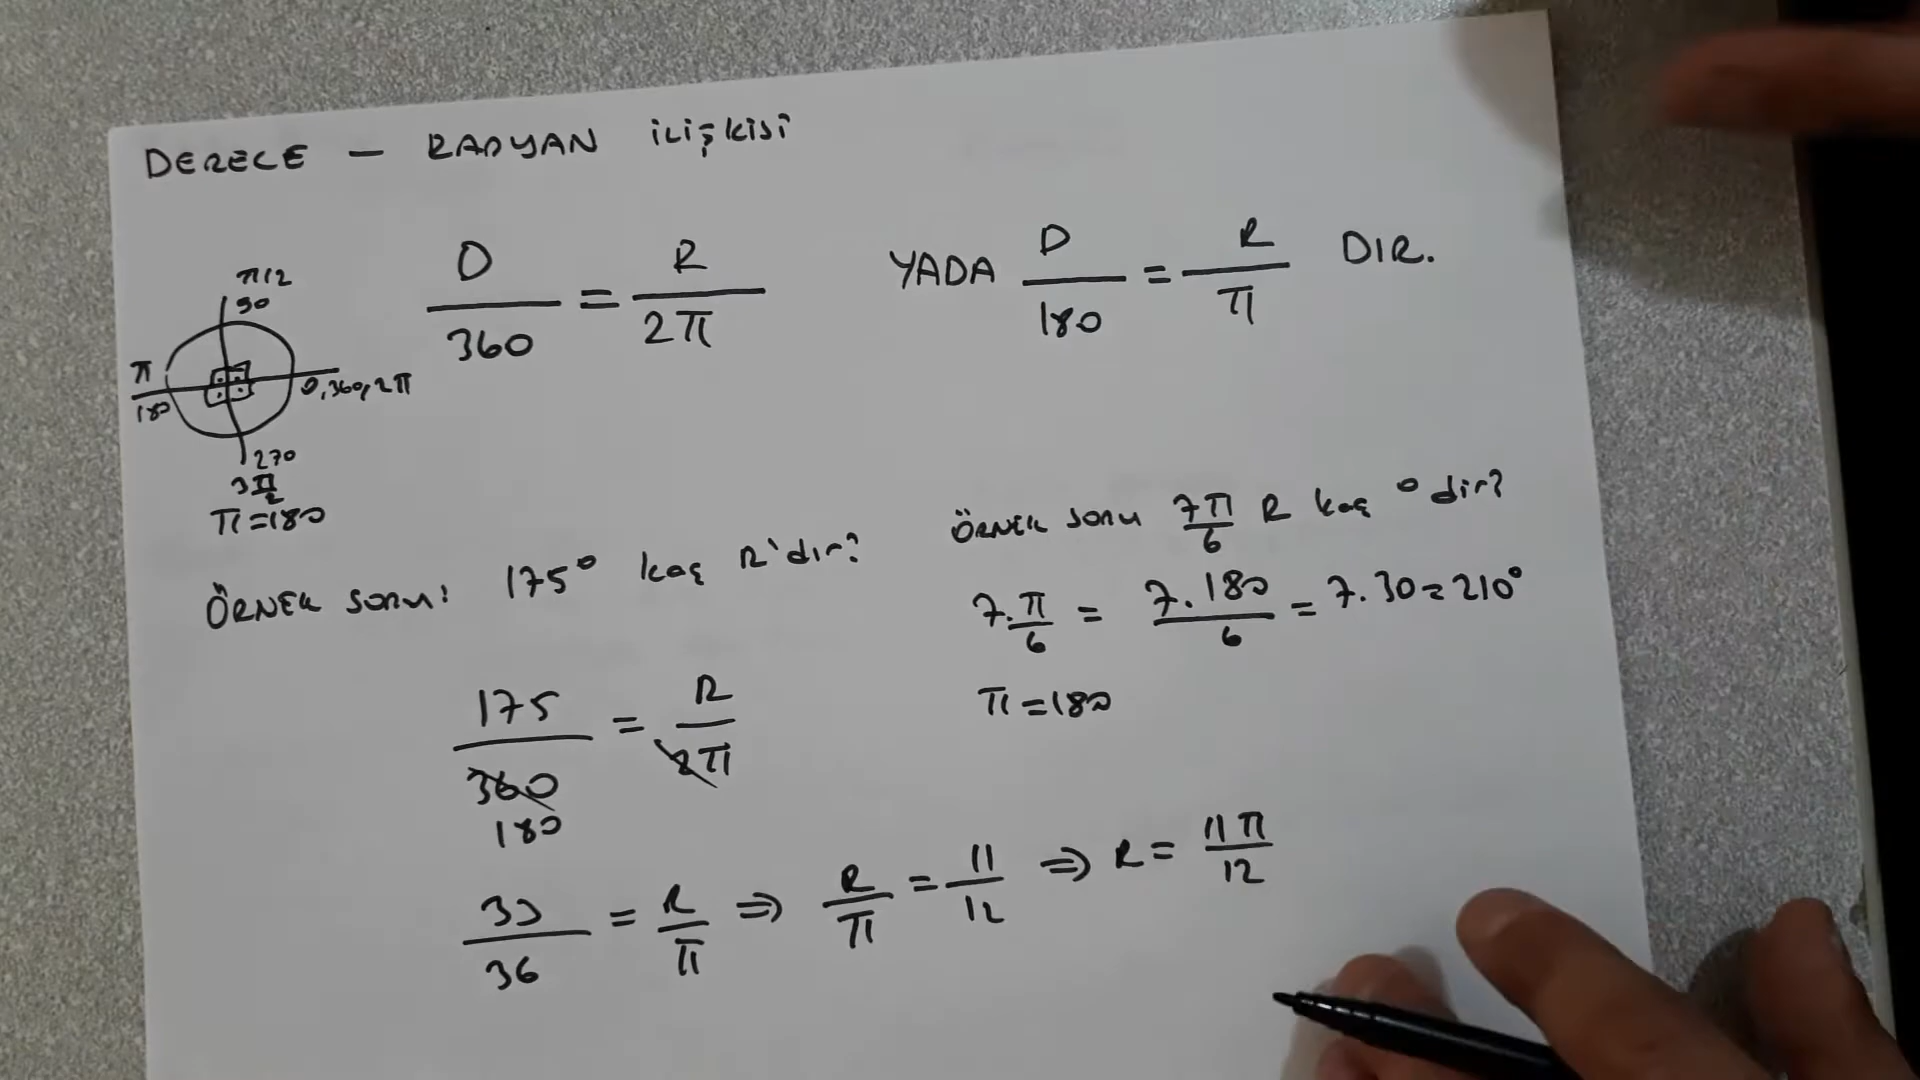 DERECE — RADYAN İLİŞKİSİ
D/360 = R/2π YADA D/180 = R/π DIR.
π/2
90
π
180
0,360,2π
270
3π/2
π=180
ÖRNEK SORU: 175° kaç R'dır?
175/360 = R/2π
180
33/36 = R/π ⇒ R/π = 11/12 ⇒ R = 11π/12
ÖRNEK SORU 7π/6 R kaç ° dir?
7.π/6 = 7.180/6 = 7.30=210°
π=180